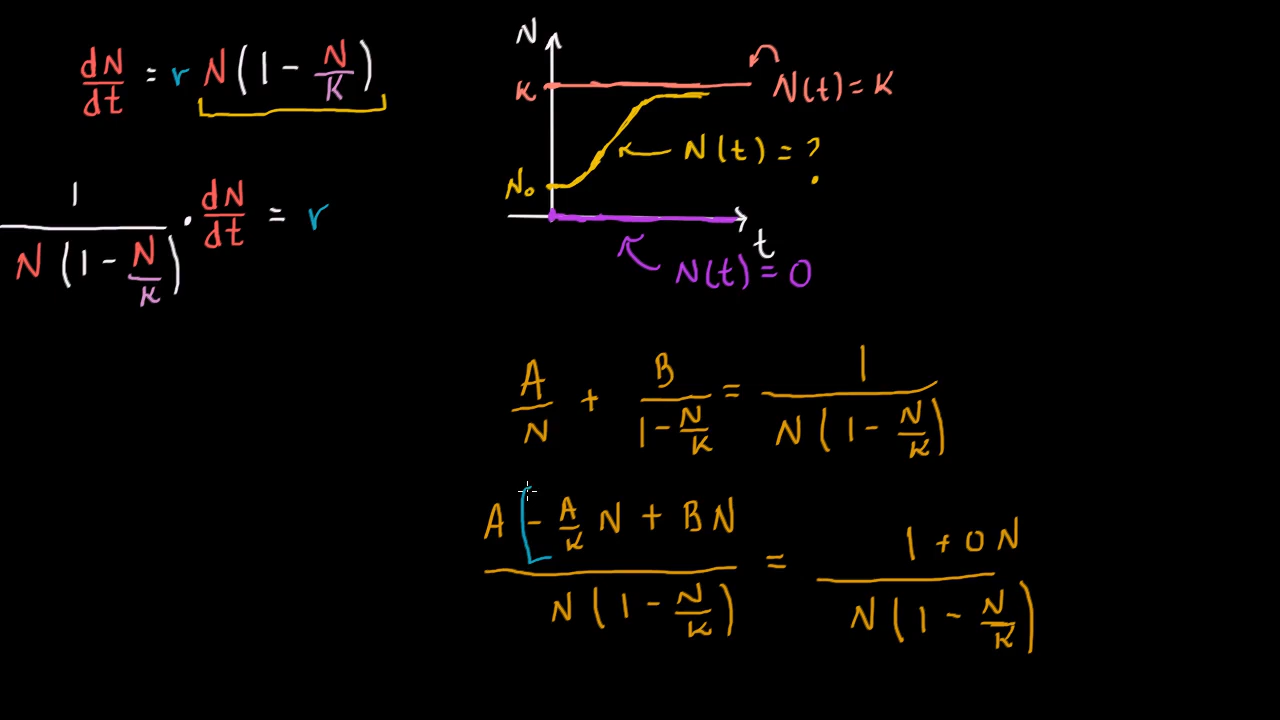 dN/dt = r N(1 - N/K)
1/(N(1 - N/K)) · dN/dt = r
N
K
N(t) = K
N(t) = ?
N₀
t
N(t) = 0
A/N + B/(1 - N/K) = 1/(N(1 - N/K))
(A [- A/K N + BN)/(N(1 - N/K)) = (1 + 0N)/(N(1 - N/K))